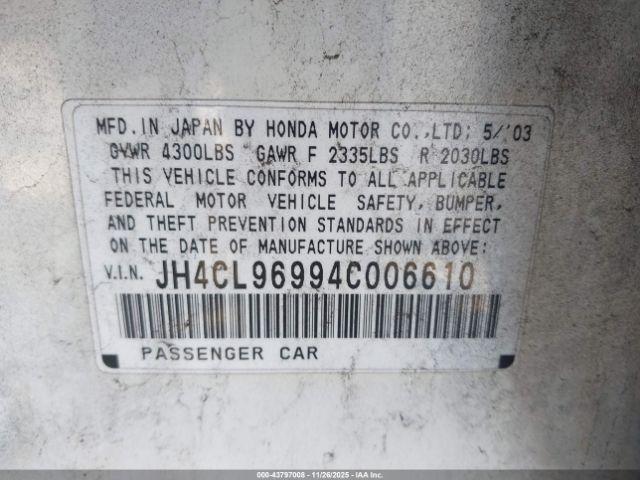 MFD. IN JAPAN BY HONDA MOTOR CO., LTD; 5/'03
GVWR 4300LBS GAWR F 2335LBS R 2030LBS
THIS VEHICLE CONFORMS TO ALL APPLICABLE
FEDERAL MOTOR VEHICLE SAFETY, BUMPER,
AND THEFT PREVENTION STANDARDS IN EFFECT
ON THE DATE OF MANUFACTURE SHOWN ABOVE;
V.I.N. JH4CL96994C006610
PASSENGER CAR
000-43797008 - 11/26/2025 - IAAI.com